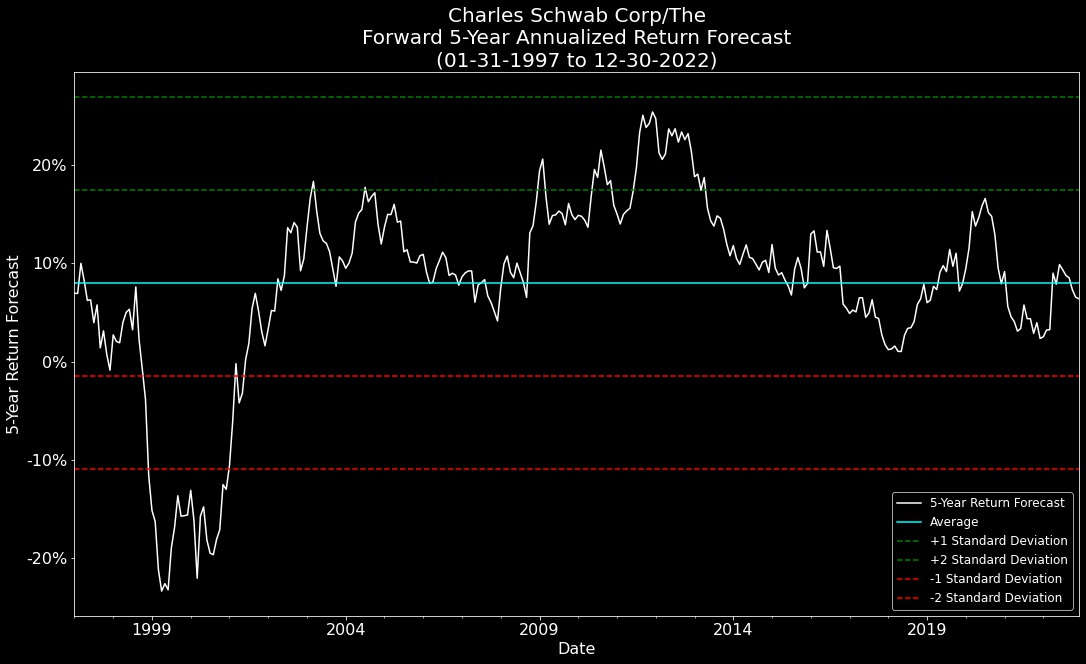 Charles Schwab Corp/The
Forward 5-Year Annualized Return Forecast
(01-31-1997 to 12-30-2022)
5-Year Return Forecast
20%
10%
0%
-10%
-20%
5-Year Return Forecast
Average
+1 Standard Deviation
+2 Standard Deviation
-1 Standard Deviation
-2 Standard Deviation
1999
2004
2009
2014
2019
Date